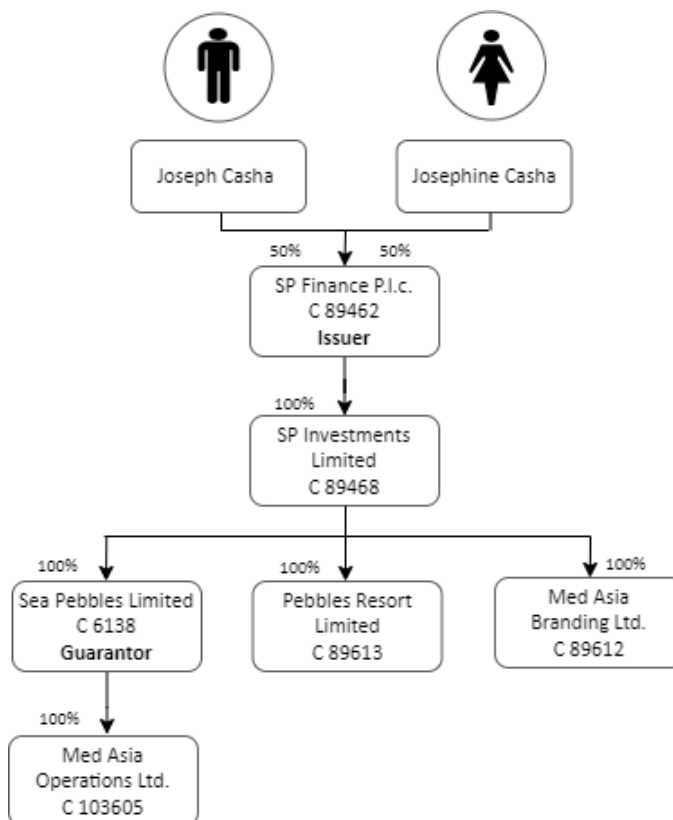 Joseph Casha
Josephine Casha
50%
50%
SP Finance P.l.c.
C 89462
Issuer
100%
SP Investments
Limited
C 89468
100%
Sea Pebbles Limited
C 6138
Guarantor
100%
Pebbles Resort
Limited
C 89613
100%
Med Asia
Branding Ltd.
C 89612
100%
Med Asia
Operations Ltd.
C 103605